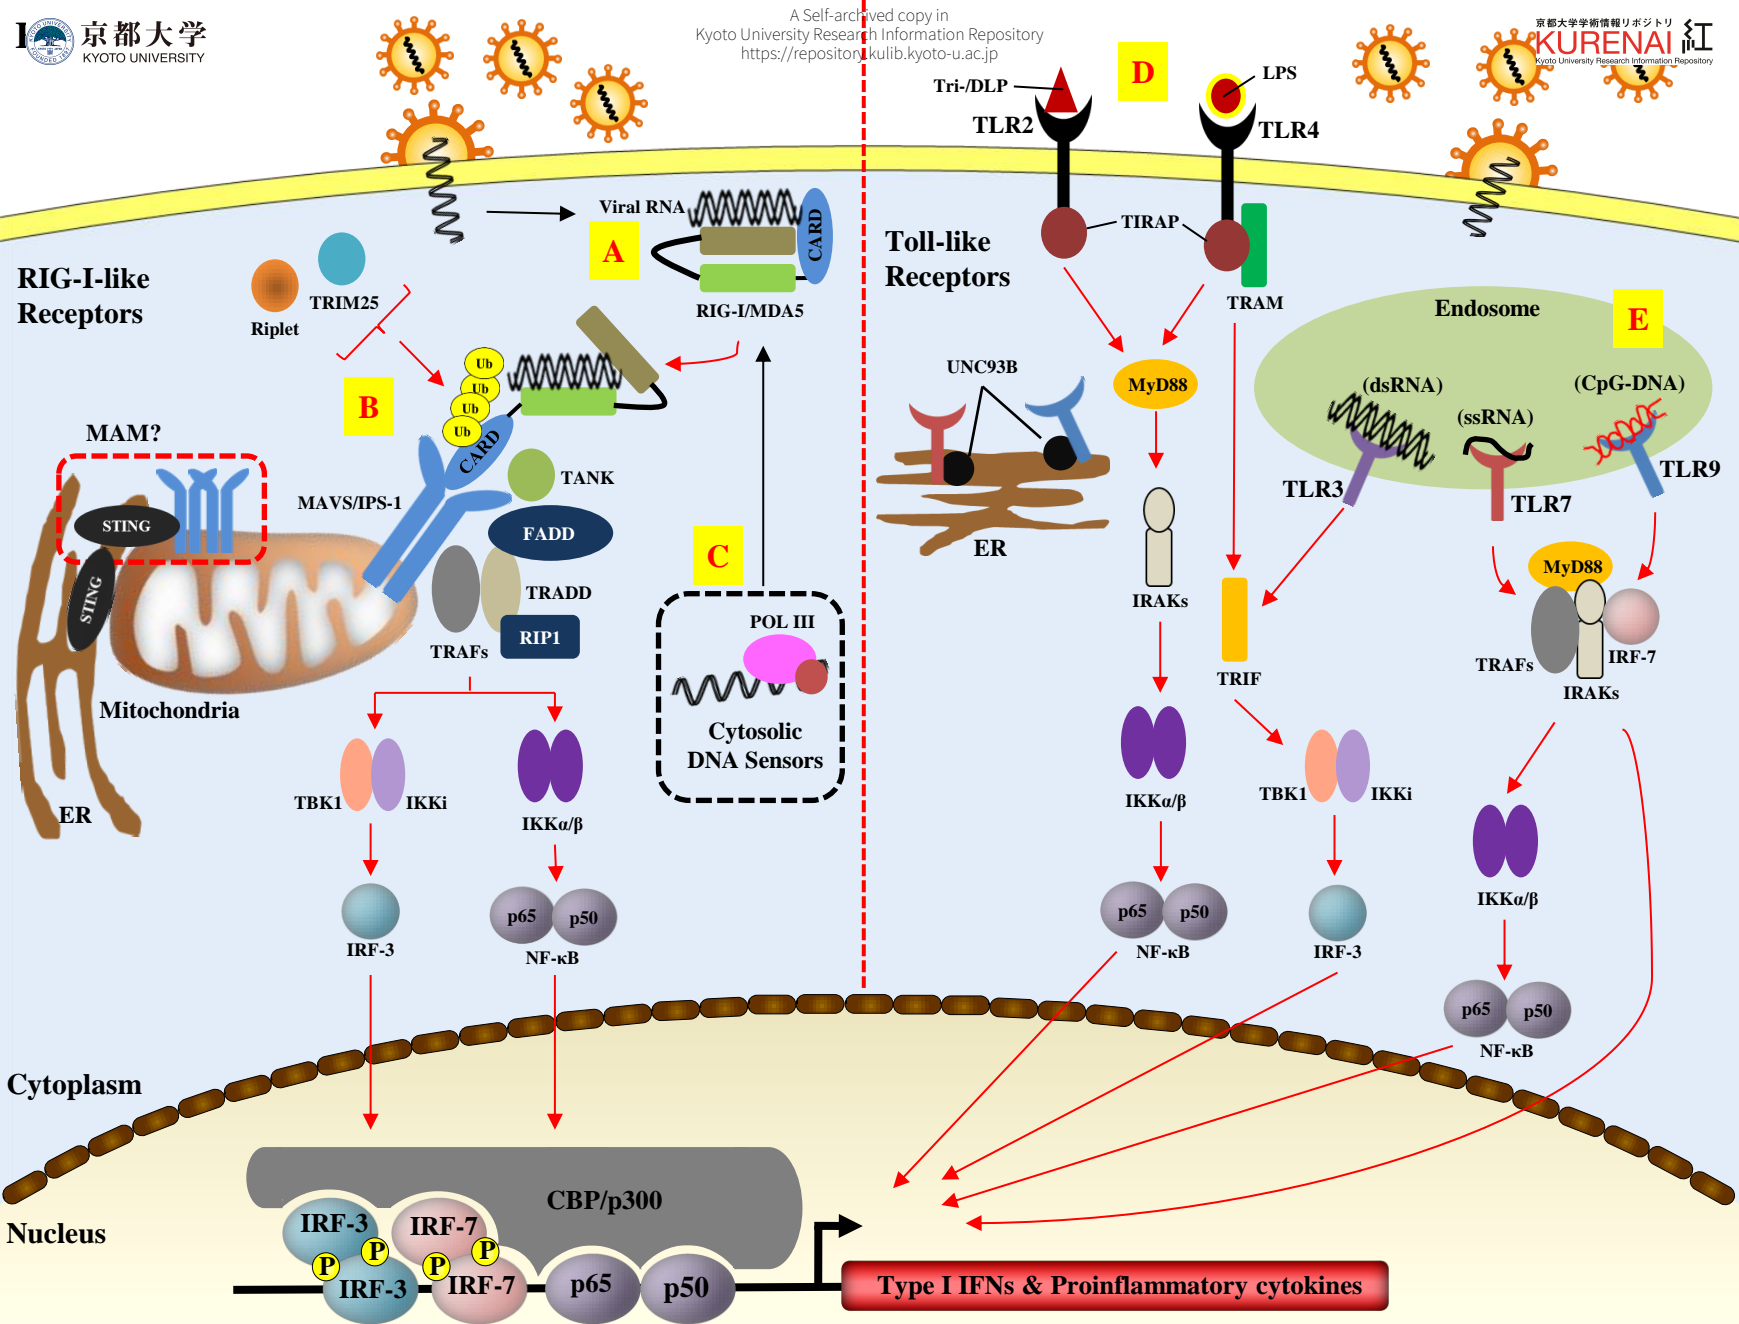 京都大学
KYOTO UNIVERSITY
A Self-archived copy in
Kyoto University Research Information Repository
https://repository.kulib.kyoto-u.ac.jp
京都大学学術情報リポジトリ
KURENAI 紅
Kyoto University Research Information Repository
RIG-I-like
Receptors
Riplet
TRIM25
Viral RNA
CARD
A
RIG-I/MDA5
B
Ub
Ub
Ub
Ub
CARD
MAM?
STING
STING
MAVS/IPS-1
TANK
FADD
TRADD
RIP1
TRAFs
Mitochondria
ER
C
POL III
Cytosolic
DNA Sensors
TBK1
IKKi
IKKα/β
IRF-3
p65
p50
NF-κB
Toll-like
Receptors
D
Tri-/DLP
TLR2
LPS
TLR4
TIRAP
TRAM
UNC93B
ER
MyD88
IRAKs
TRIF
IKKα/β
TBK1
IKKi
p65
p50
NF-κB
IRF-3
Endosome
E
(dsRNA)
(ssRNA)
(CpG-DNA)
TLR3
TLR7
TLR9
MyD88
TRAFs
IRF-7
IRAKs
IKKα/β
p65
p50
NF-κB
Cytoplasm
Nucleus
CBP/p300
IRF-3
IRF-7
P
P
P
P
IRF-3
IRF-7
p65
p50
Type I IFNs & Proinflammatory cytokines